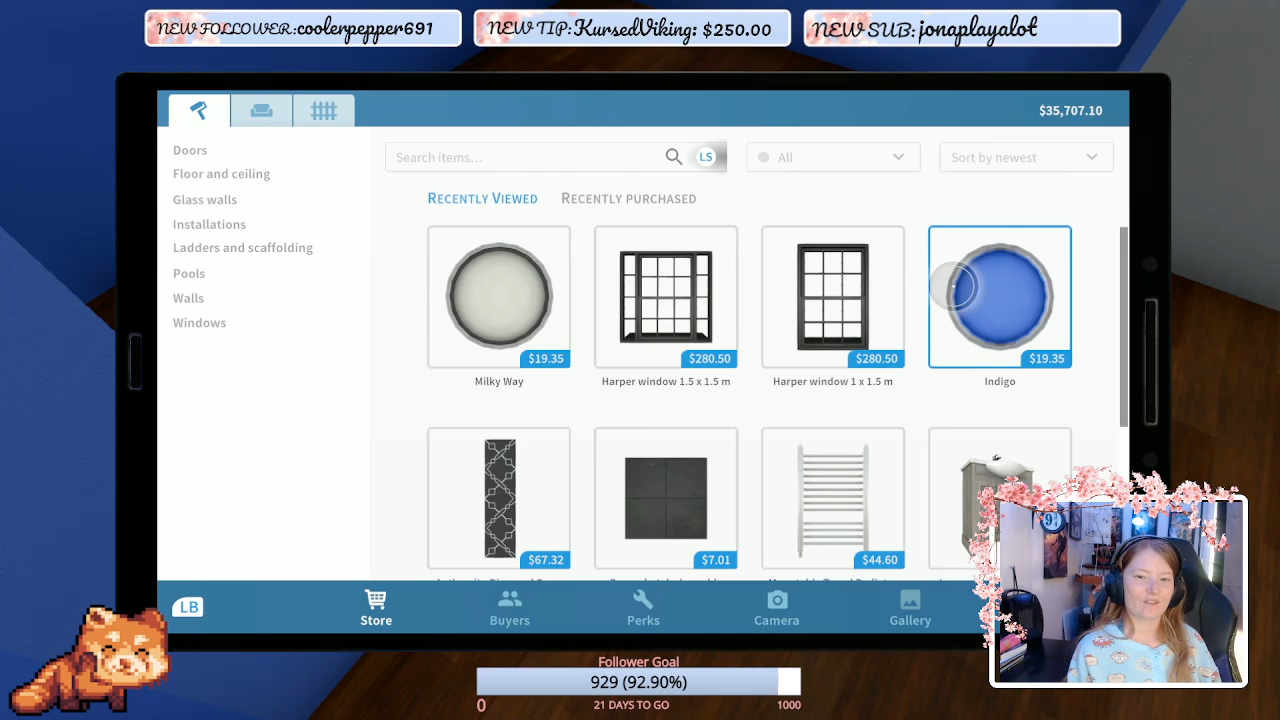 NEW FOLLOWER: coolerpepper691
NEW TIP: KursedViking: $250.00
NEW SUB: jonaplayalot
$35,707.10
Doors
Floor and ceiling
Glass walls
Installations
Ladders and scaffolding
Pools
Walls
Windows
Search items...
LS
All
Sort by newest
Recently Viewed
Recently purchased
$19.35
$280.50
$280.50
$19.35
Milky Way
Harper window 1.5 x 1.5 m
Harper window 1 x 1.5 m
Indigo
$67.32
$7.01
$44.60
LB
Store
Buyers
Perks
Camera
Gallery
Follower Goal
929 (92.90%)
0
21 DAYS TO GO
1000